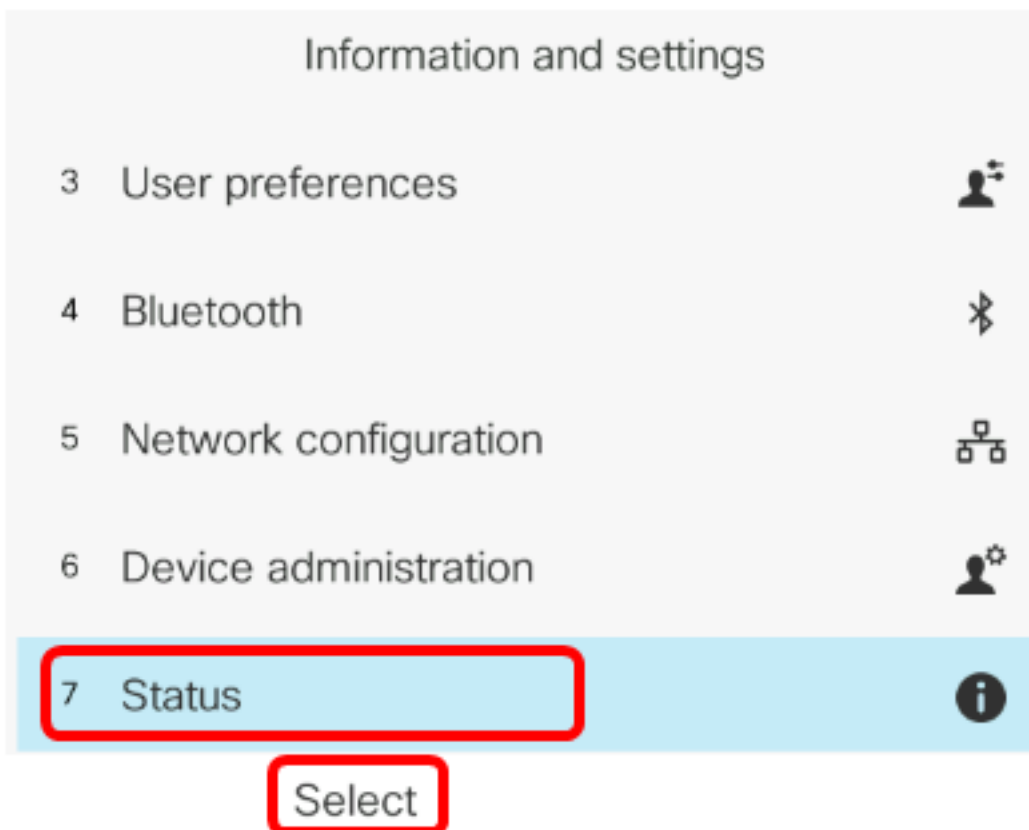 Information and settings
3 User preferences
4 Bluetooth
5 Network configuration
6 Device administration
7 Status
Select